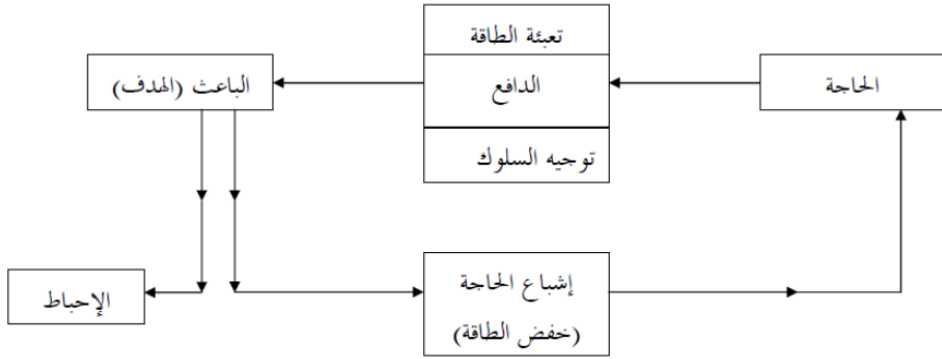 تعبئة الطاقة
الحاجة
الدافع
الباعث (الهدف)
توجيه السلوك
إشباع الحاجة
(خفض الطاقة)
الإحباط